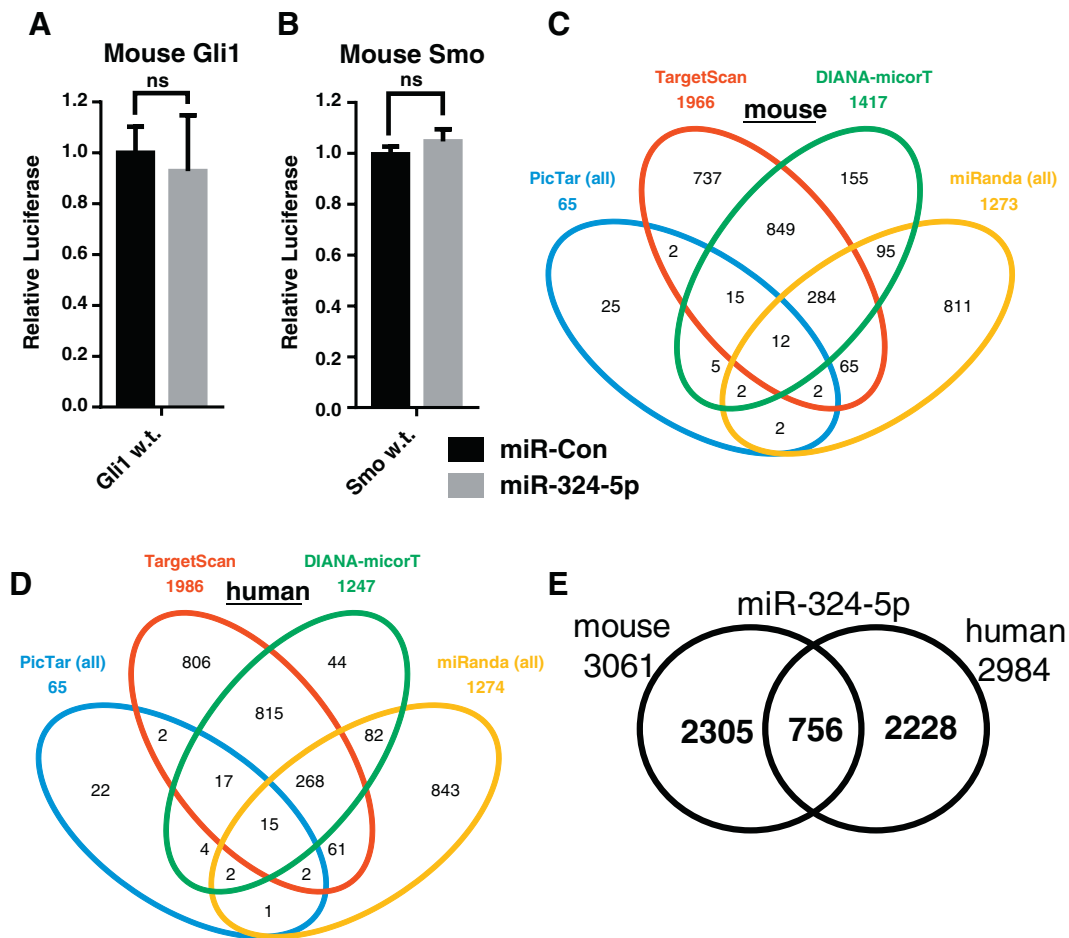 A
Mouse Gli1
ns
Relative Luciferase
1.2
1.0
0.8
0.6
0.4
0.2
0.0
Gli1 w.t.
B
Mouse Smo
ns
Relative Luciferase
1.2
1.0
0.8
0.6
0.4
0.2
0.0
Smo w.t.
miR-Con
miR-324-5p
C
TargetScan
1966
DIANA-micorT
1417
mouse
PicTar (all)
65
miRanda (all)
1273
737
155
849
2
95
15
284
25
811
12
5
65
2
2
2
D
TargetScan
1986
DIANA-micorT
1247
human
PicTar (all)
65
miRanda (all)
1274
806
44
815
2
82
17
268
22
843
15
4
61
2
2
1
E
miR-324-5p
mouse
3061
human
2984
2305
756
2228